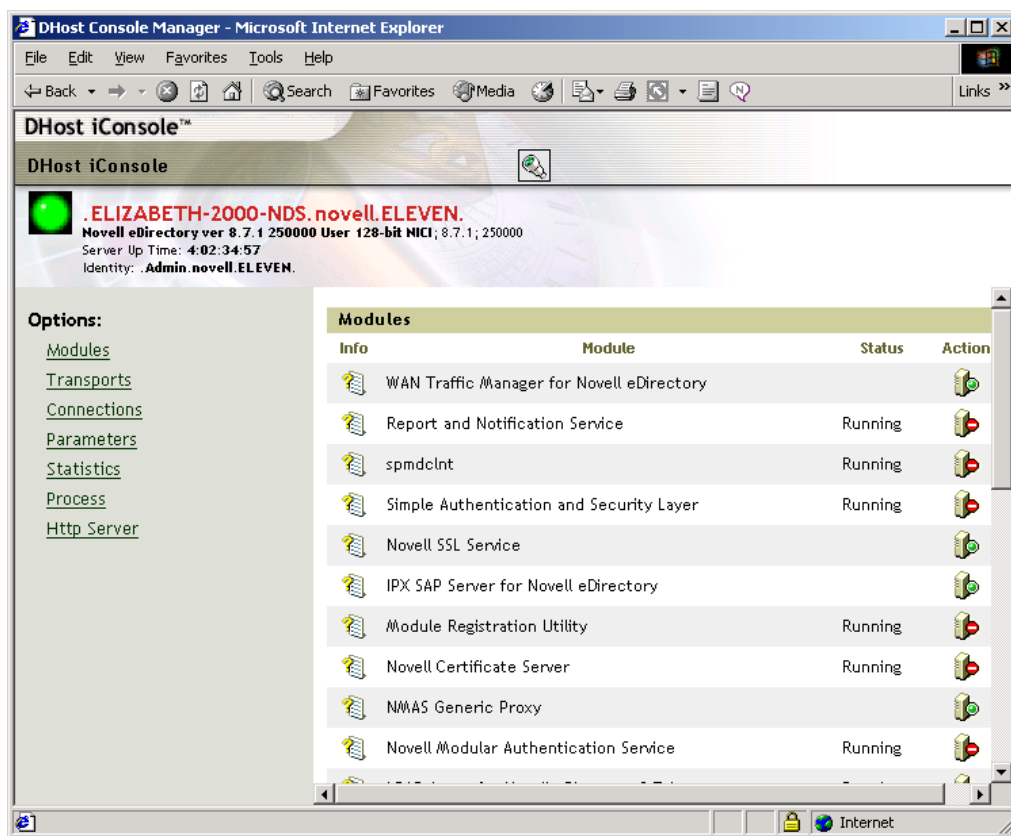 DHost Console Manager - Microsoft Internet Explorer
File Edit View Favorites Tools Help
Back Search Favorites Media Links »
DHost iConsole™
DHost iConsole
.ELIZABETH-2000-NDS.novell.ELEVEN.
Novell eDirectory ver 8.7.1 250000 User 128-bit NICI; 8.7.1; 250000
Server Up Time: 4:02:34:57
Identity: .Admin.novell.ELEVEN.
Options:
Modules
Transports
Connections
Parameters
Statistics
Process
Http Server
Modules
Info Module Status Action
WAN Traffic Manager for Novell eDirectory
Report and Notification Service Running
spmdclnt Running
Simple Authentication and Security Layer Running
Novell SSL Service
IPX SAP Server for Novell eDirectory
Module Registration Utility Running
Novell Certificate Server Running
NMAS Generic Proxy
Novell Modular Authentication Service Running
Internet